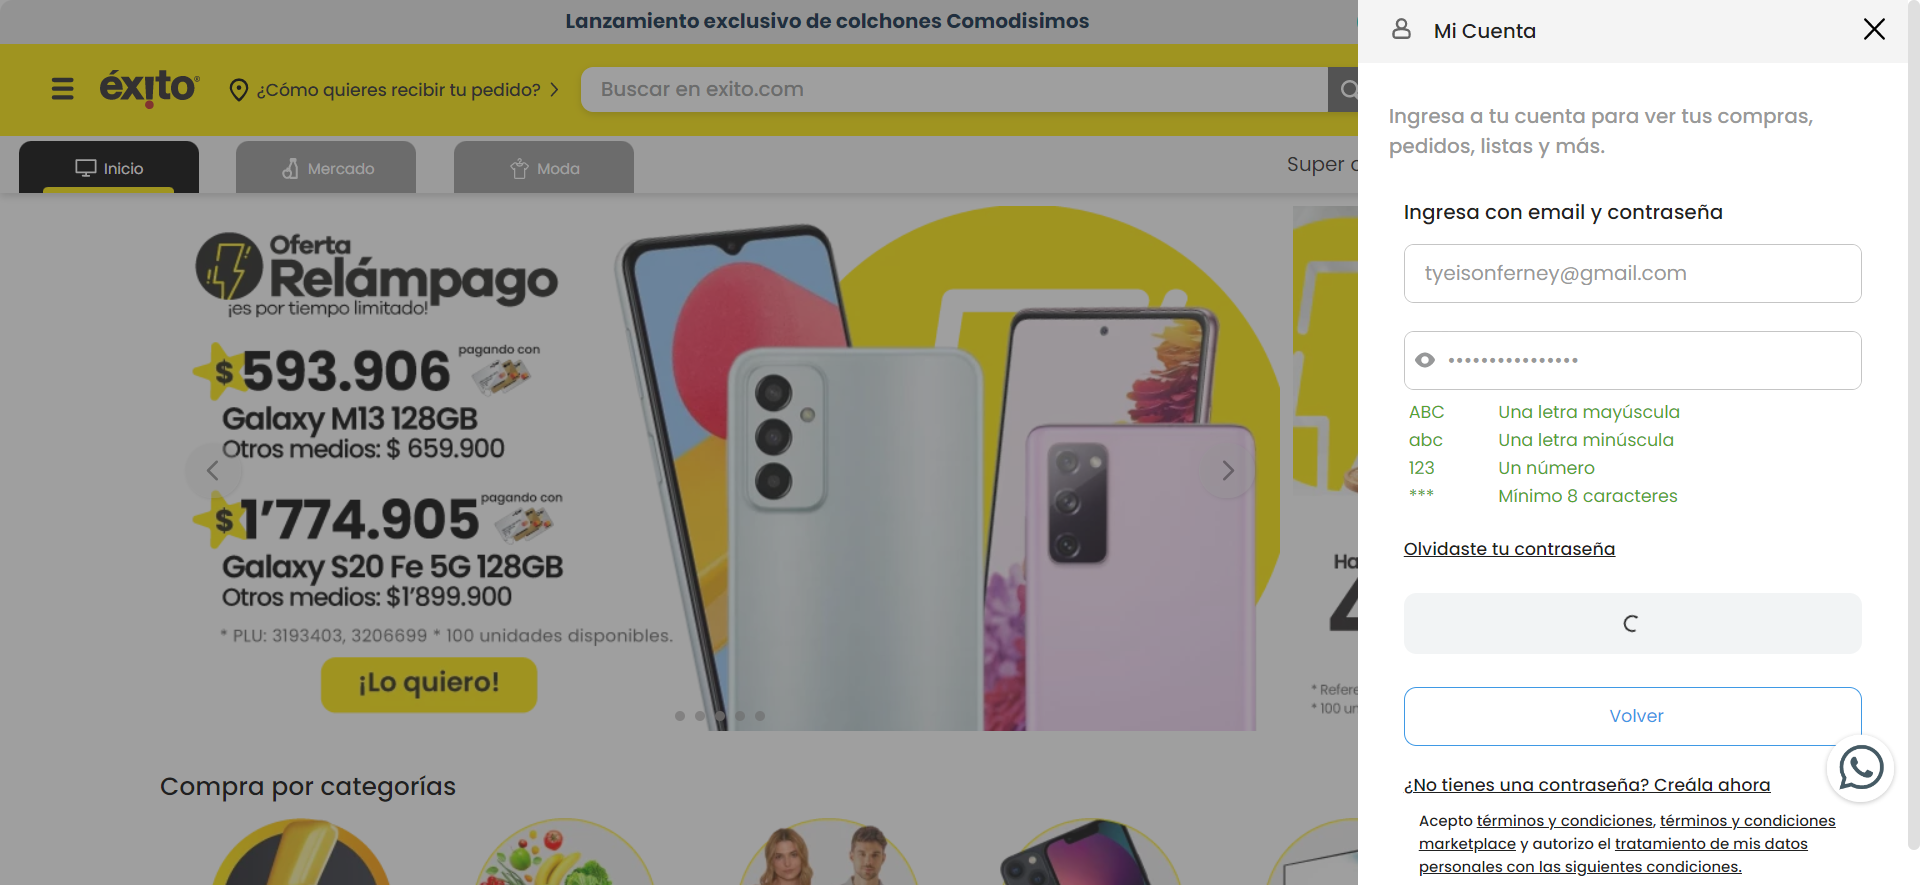 Lanzamiento exclusivo de colchones Comodisimos
éxito
¿Cómo quieres recibir tu pedido?
Buscar en exito.com
Inicio
Mercado
Moda
Super
Oferta
Relámpago
¡es por tiempo limitado!
$593.906 pagando con
Galaxy M13 128GB
Otros medios: $ 659.900
$1'774.905 pagando con
Galaxy S20 Fe 5G 128GB
Otros medios: $1'899.900
* PLU: 3193403, 3206699 * 100 unidades disponibles.
¡Lo quiero!
Compra por categorías
Mi Cuenta
Ingresa a tu cuenta para ver tus compras,
pedidos, listas y más.
Ingresa con email y contraseña
tyeisonferney@gmail.com
••••••••••••••••
ABC Una letra mayúscula
abc Una letra minúscula
123 Un número
*** Mínimo 8 caracteres
Olvidaste tu contraseña
Volver
¿No tienes una contraseña? Creála ahora
Acepto términos y condiciones, términos y condiciones
marketplace y autorizo el tratamiento de mis datos
personales con las siguientes condiciones.